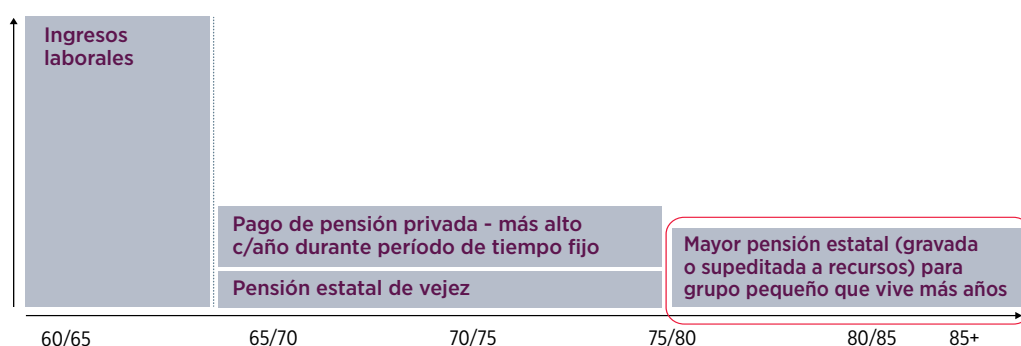 Ingresos
laborales
Pago de pensión privada - más alto
c/año durante período de tiempo fijo
Pensión estatal de vejez
Mayor pensión estatal (gravada
o supeditada a recursos) para
grupo pequeño que vive más años
60/65 65/70 70/75 75/80 80/85 85+